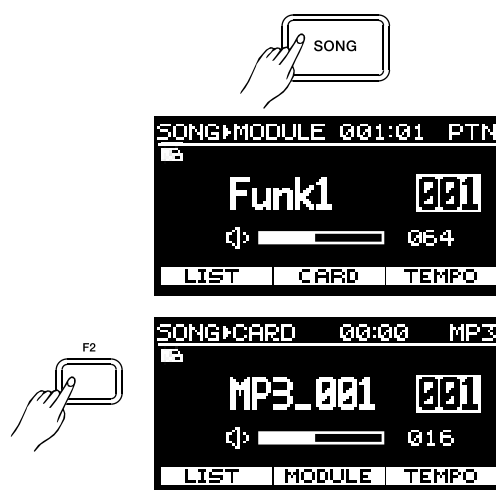 SONG
SONG▶MODULE 001:01 PTN
Funk1 001
064
LIST CARD TEMPO
F2
SONG▶CARD 00:00 MP3
MP3_001 001
016
LIST MODULE TEMPO